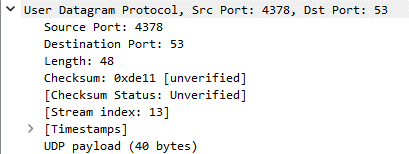 User Datagram Protocol, Src Port: 4378, Dst Port: 53
Source Port: 4378
Destination Port: 53
Length: 48
Checksum: 0xde11 [unverified]
[Checksum Status: Unverified]
[Stream index: 13]
[Timestamps]
UDP payload (40 bytes)